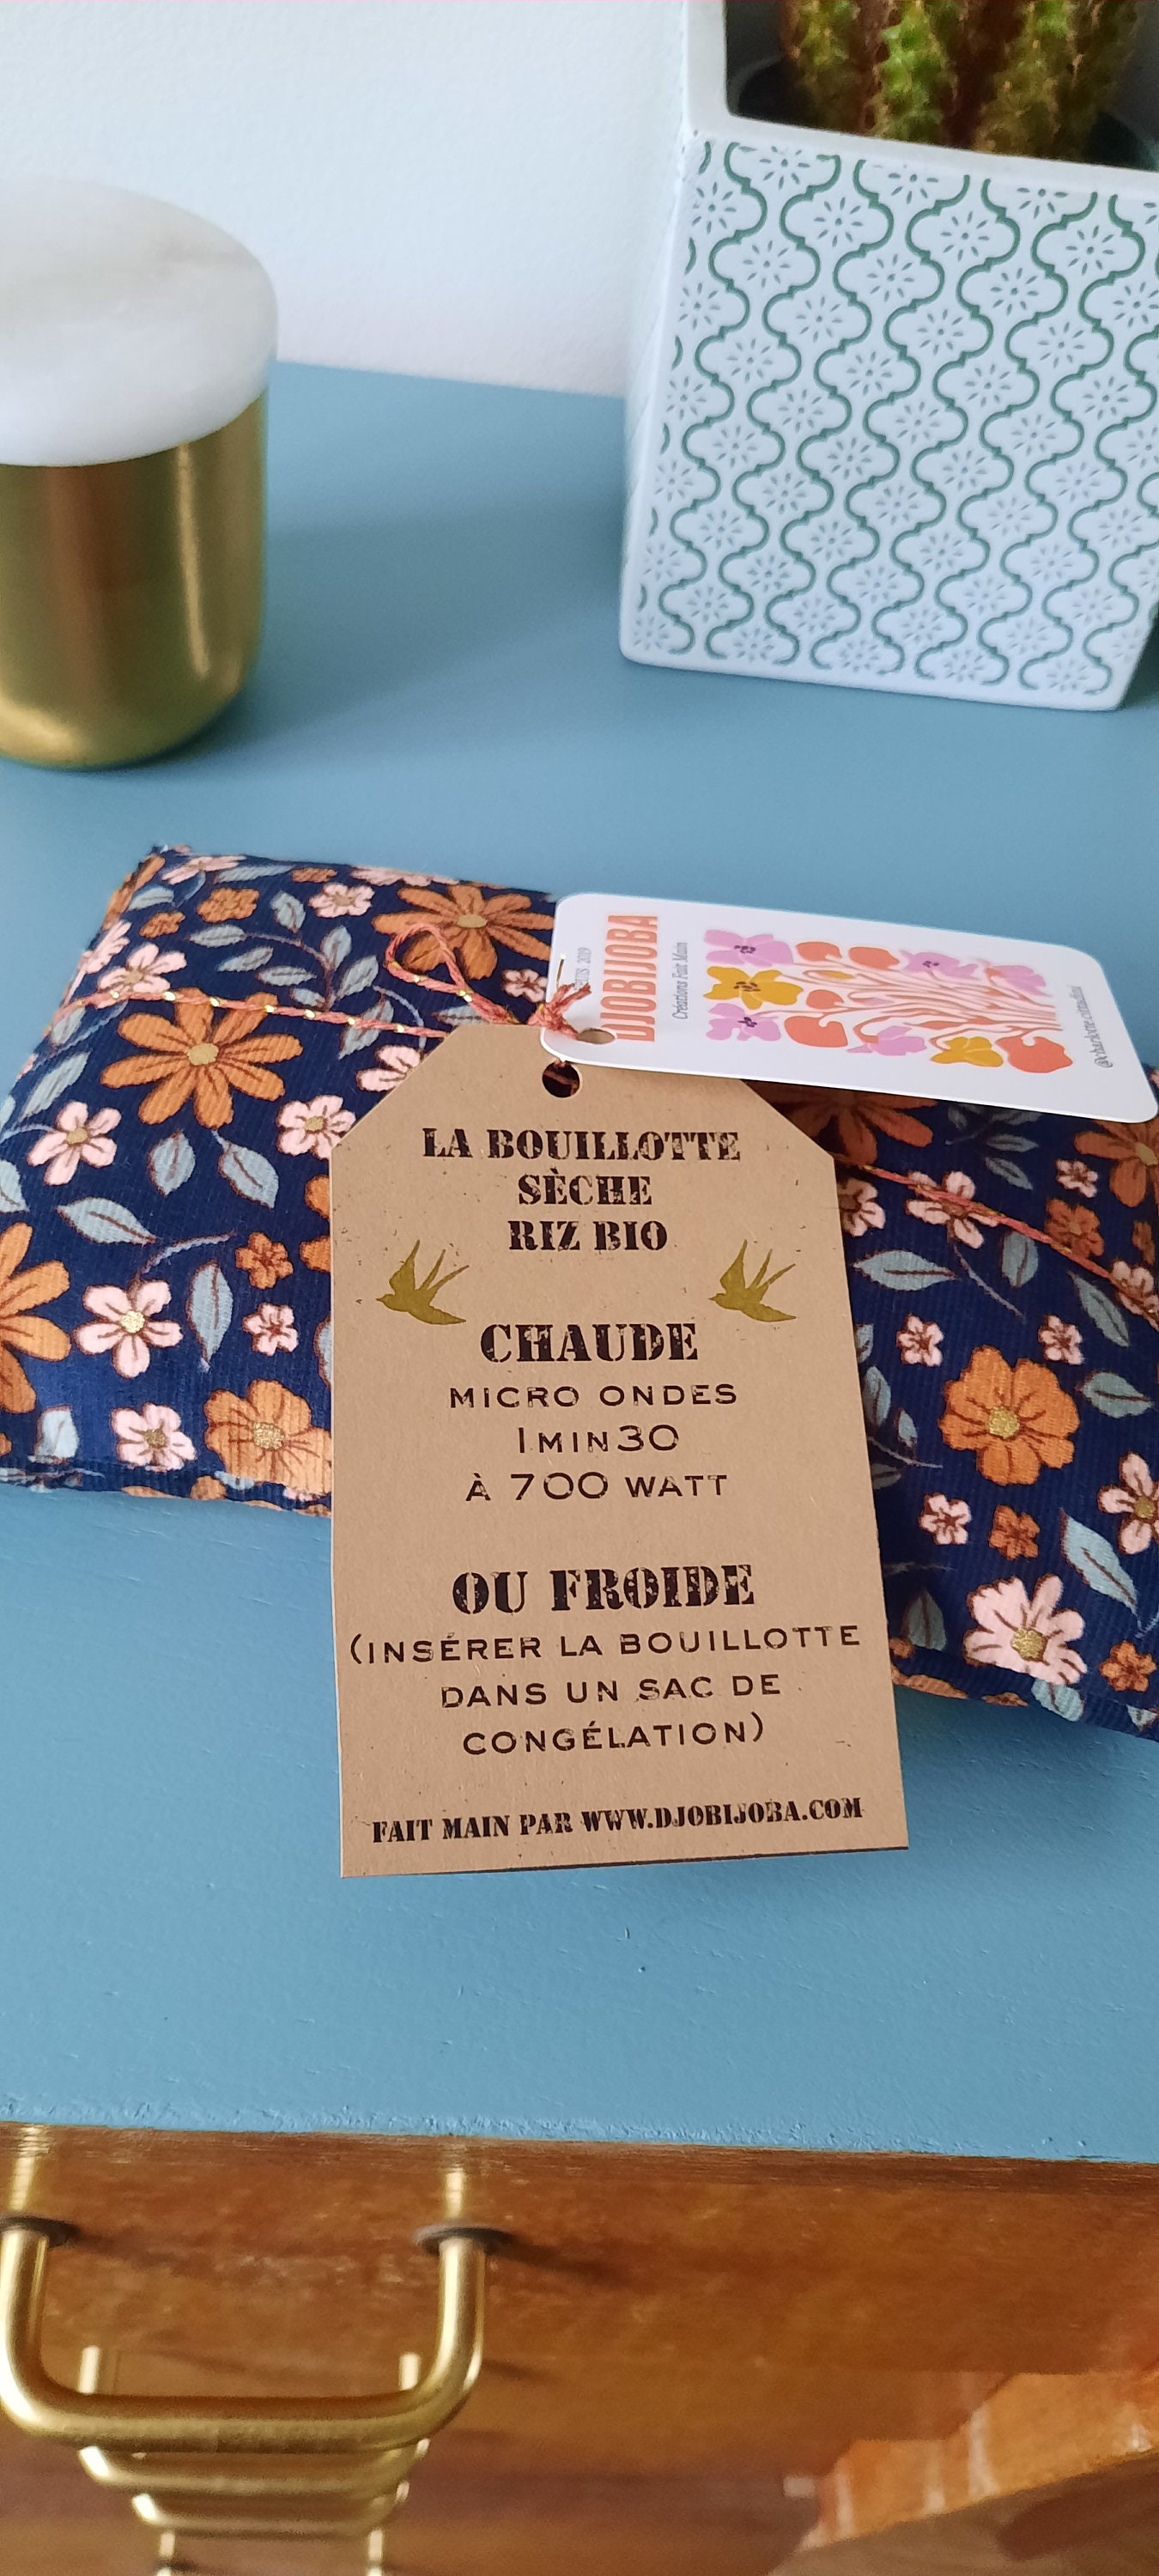 DJOBIJOBA
Créations Fait Main
LA BOUILLOTTE
SÈCHE
RIZ BIO
CHAUDE
MICRO ONDES
1MIN30
À 700 WATT
OU FROIDE
(INSÉRER LA BOUILLOTTE
DANS UN SAC DE
CONGÉLATION)
FAIT MAIN PAR WWW.DJOBIJOBA.COM